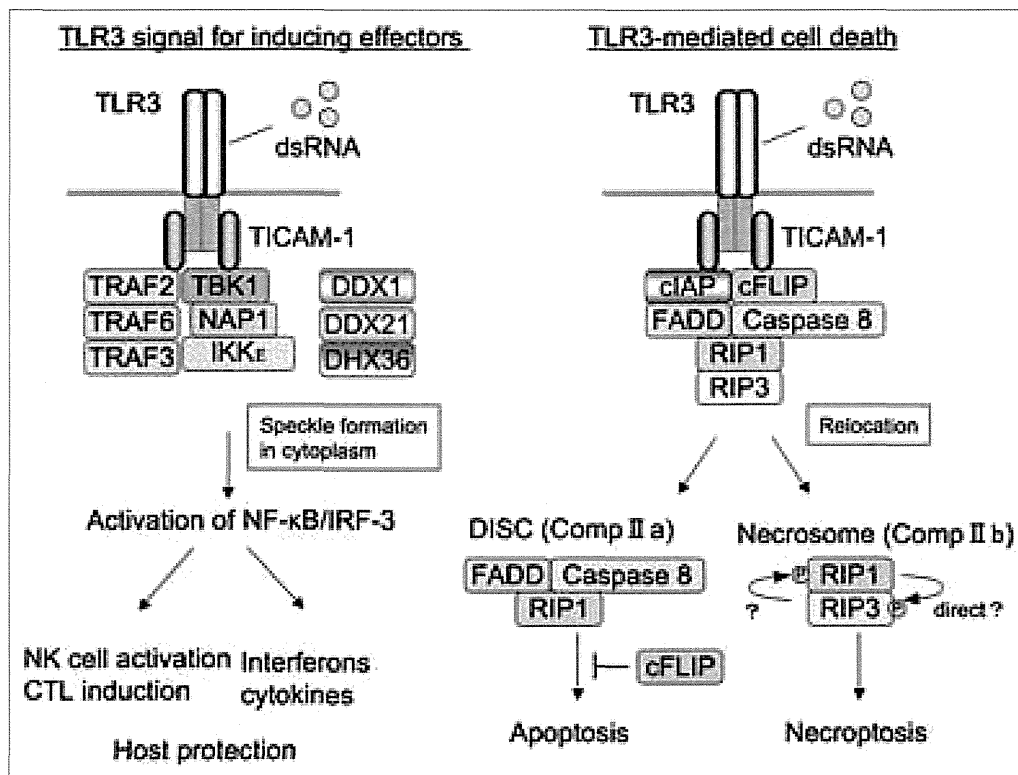 TLR3 signal for inducing effectors
TLR3
dsRNA
TICAM-1
TRAF2 TBK1 DDX1
TRAF6 NAP1 DDX21
TRAF3 IKKε DHX36
Speckle formation
in cytoplasm
Activation of NF-κB/IRF-3
NK cell activation
CTL induction
Interferons
cytokines
Host protection
TLR3-mediated cell death
TLR3
dsRNA
TICAM-1
cIAP cFLIP
FADD Caspase 8
RIP1
RIP3
Relocation
DISC (Comp Ⅱ a)
FADD Caspase 8
RIP1
cFLIP
Apoptosis
Necrosome (Comp Ⅱ b)
P RIP1
? RIP3 P direct ?
Necroptosis